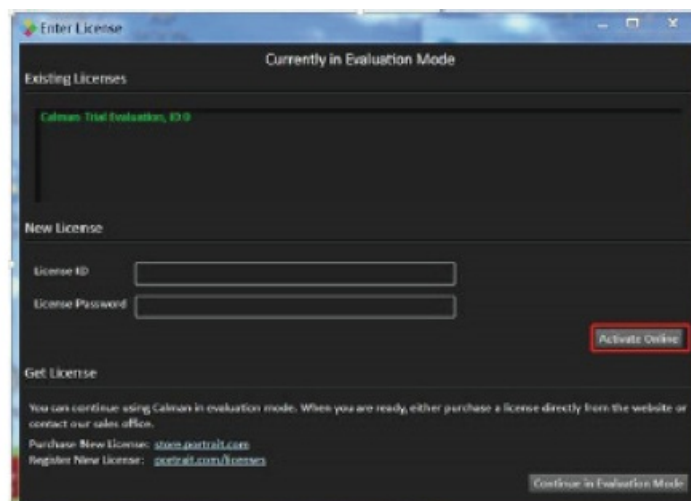 Enter License
Currently in Evaluation Mode
Existing Licenses
Calman Trial Evaluation, ID 0
New License
License ID
License Password
Activate Online
Get License
You can continue using Calman in evaluation mode. When you are ready, either purchase a license directly from the website or
contact our sales office.
Purchase New License: store.portrait.com
Register New License: portrait.com/licenses
Continue in Evaluation Mode